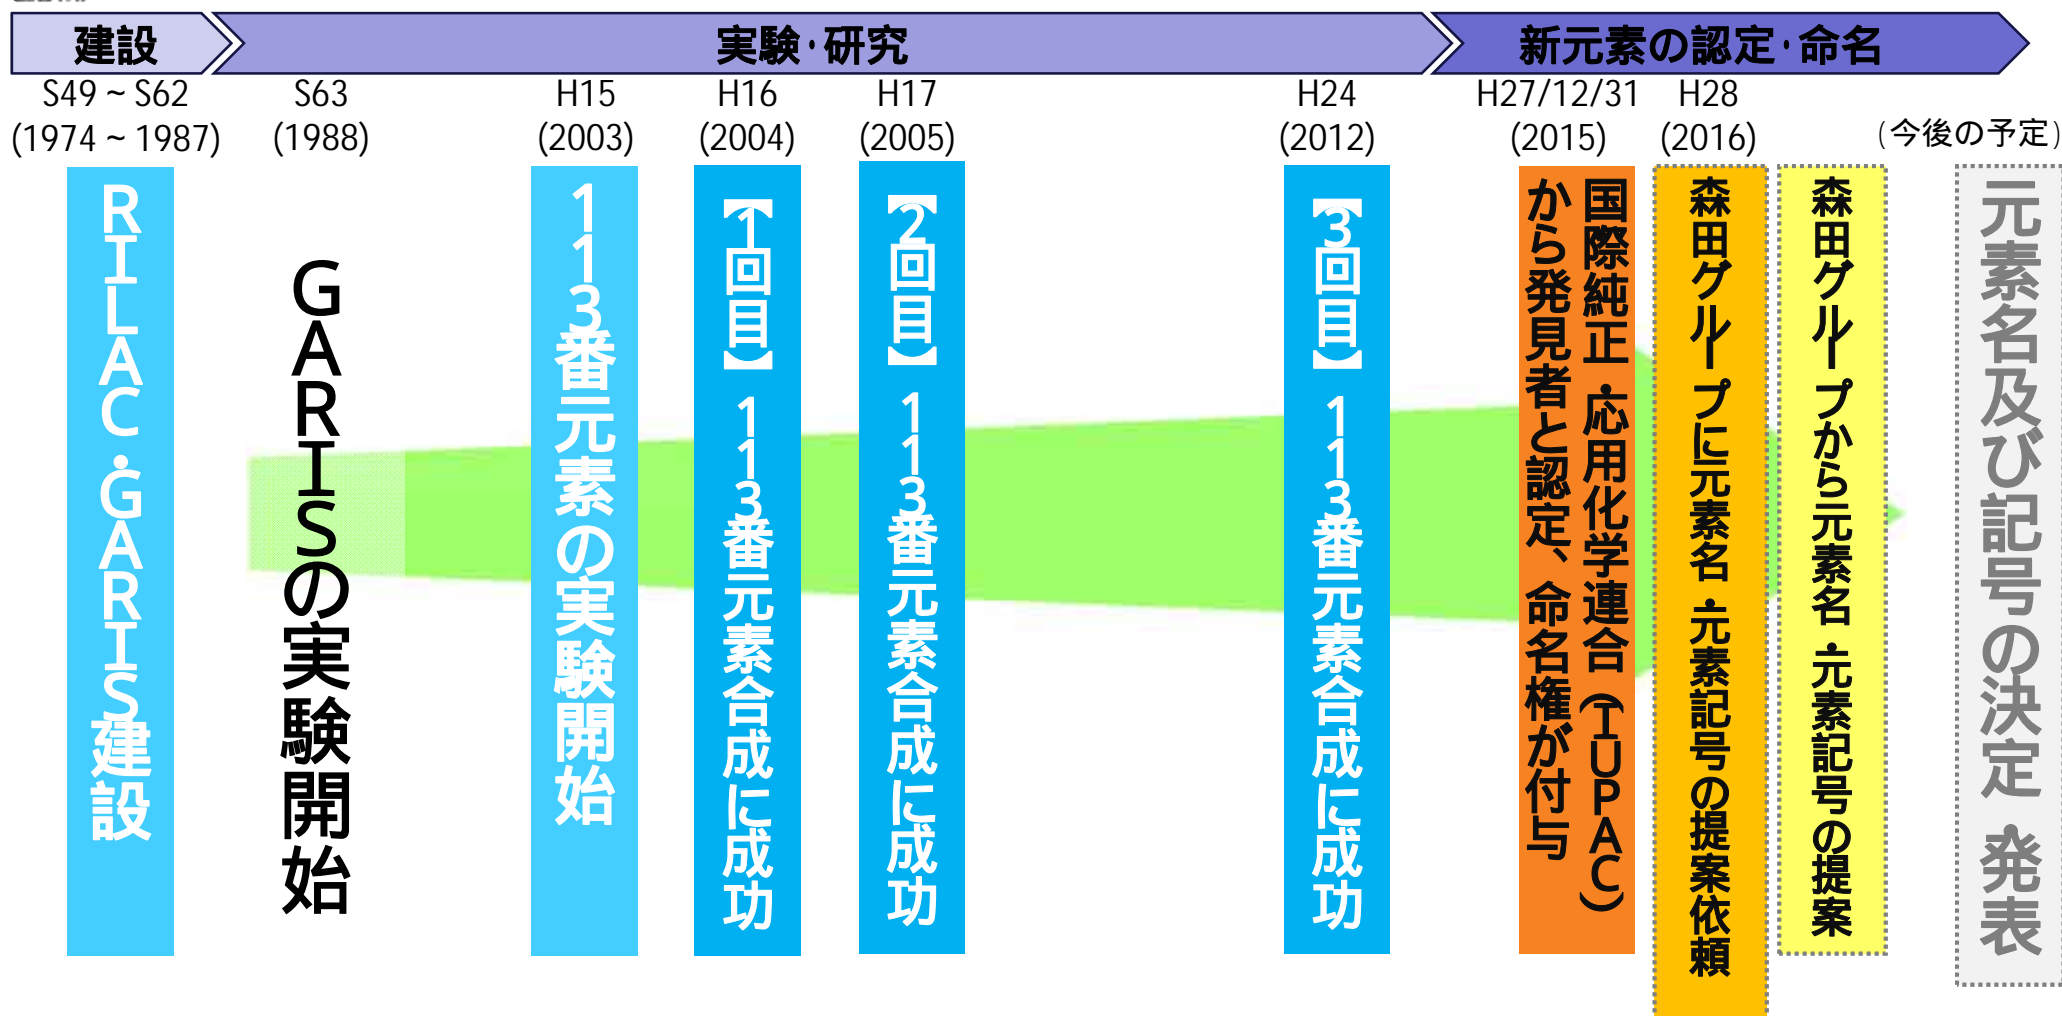 建設
実験・研究
新元素の認定・命名
S49～S62
(1974～1987)
S63
(1988)
H15
(2003)
H16
(2004)
H17
(2005)
H24
(2012)
H27/12/31
(2015)
H28
(2016)
(今後の予定)
RILAC・GARIS建設
GARISの実験開始
113番元素の実験開始
【1回目】113番元素合成に成功
【2回目】113番元素合成に成功
【3回目】113番元素合成に成功
国際純正・応用化学連合(IUPAC)
から発見者と認定、命名権が付与
森田グループに元素名・元素記号の提案依頼
森田グループから元素名・元素記号の提案
元素名及び記号の決定・発表